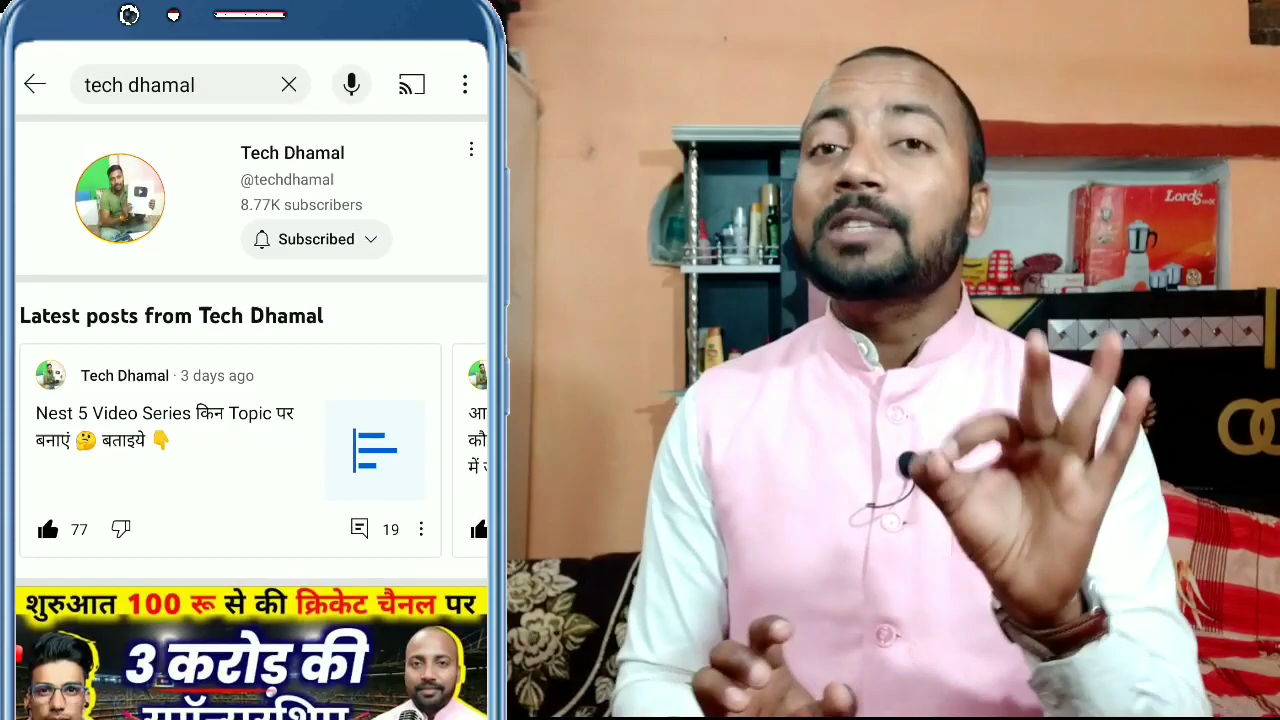 tech dhamal
Tech Dhamal
@techdhamal
8.77K subscribers
Subscribed
Latest posts from Tech Dhamal
Tech Dhamal · 3 days ago
Nest 5 Video Series किन Topic पर
बनाएं 🤔 बताइये 👇
77
19
आ
कौ
में
शुरुआत 100 रू से की क्रिकेट चैनल पर
3 करोड़ की
Lord's